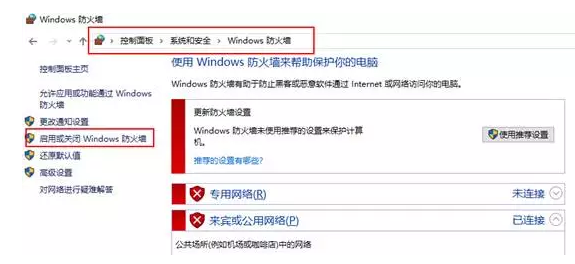 Windows 防火墙
控制面板 › 系统和安全 › Windows 防火墙
控制面板主页
允许应用或功能通过 Windows
防火墙
更改通知设置
启用或关闭 Windows 防火墙
还原默认值
高级设置
对网络进行疑难解答
使用 Windows 防火墙来帮助保护你的电脑
Windows 防火墙有助于防止黑客或恶意软件通过 Internet 或网络访问你的电脑。
更新防火墙设置
Windows 防火墙未使用推荐的设置来保护计算
机。
使用推荐设置
推荐的设置有哪些?
专用网络(R) 未连接
来宾或公用网络(P) 已连接
公共场所(例如机场或咖啡店)中的网络